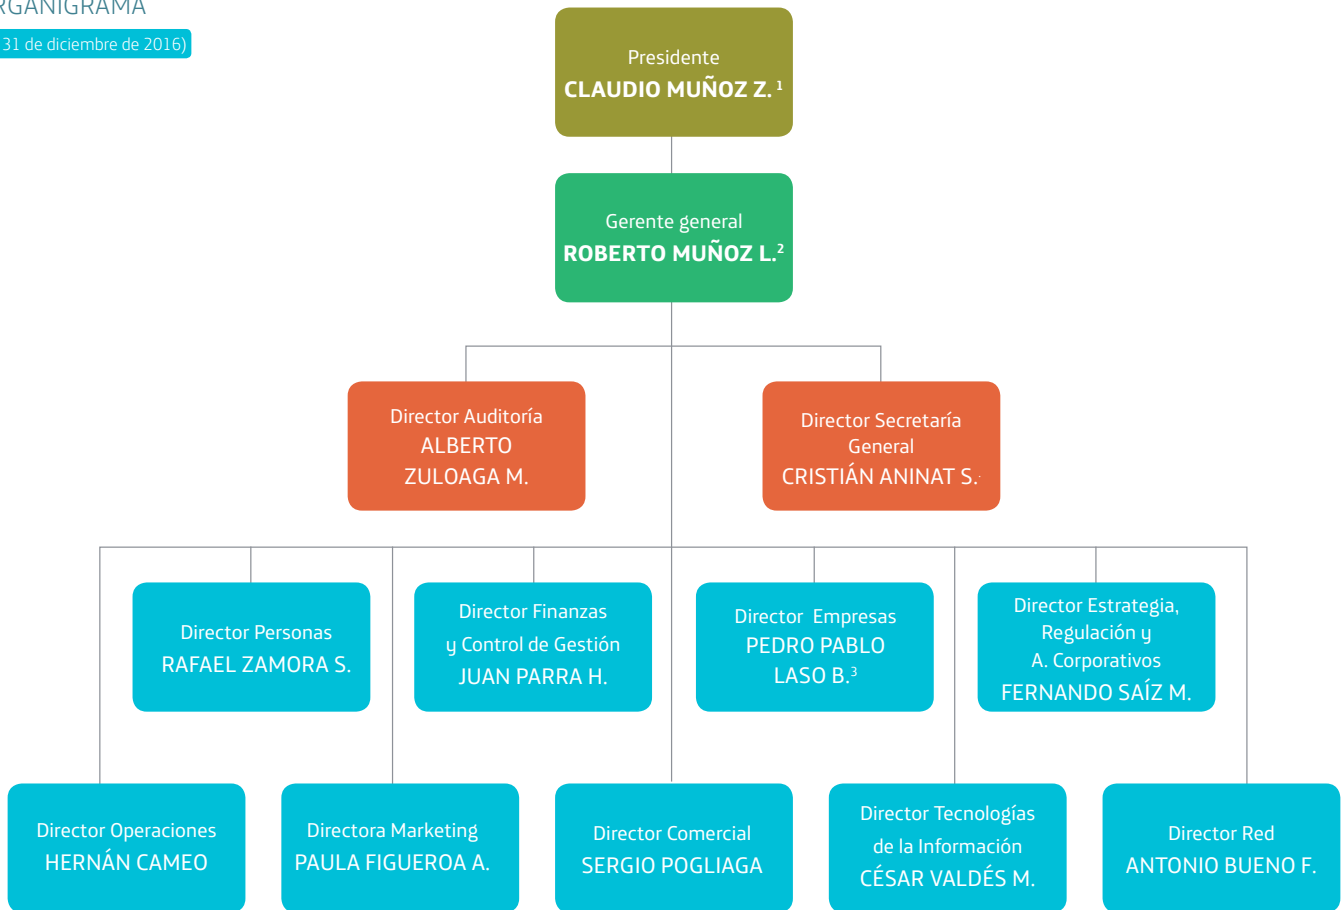 RGANIGRAMA
31 de diciembre de 2016)
Presidente
CLAUDIO MUÑOZ Z. 1
Gerente general
ROBERTO MUÑOZ L.2
Director Auditoría
ALBERTO
ZULOAGA M.
Director Secretaría
General
CRISTIÁN ANINAT S.
Director Personas
RAFAEL ZAMORA S.
Director Finanzas
y Control de Gestión
JUAN PARRA H.
Director Empresas
PEDRO PABLO
LASO B.3
Director Estrategia,
Regulación y
A. Corporativos
FERNANDO SAÍZ M.
Director Operaciones
HERNÁN CAMEO
Directora Marketing
PAULA FIGUEROA A.
Director Comercial
SERGIO POGLIAGA
Director Tecnologías
de la Información
CÉSAR VALDÉS M.
Director Red
ANTONIO BUENO F.